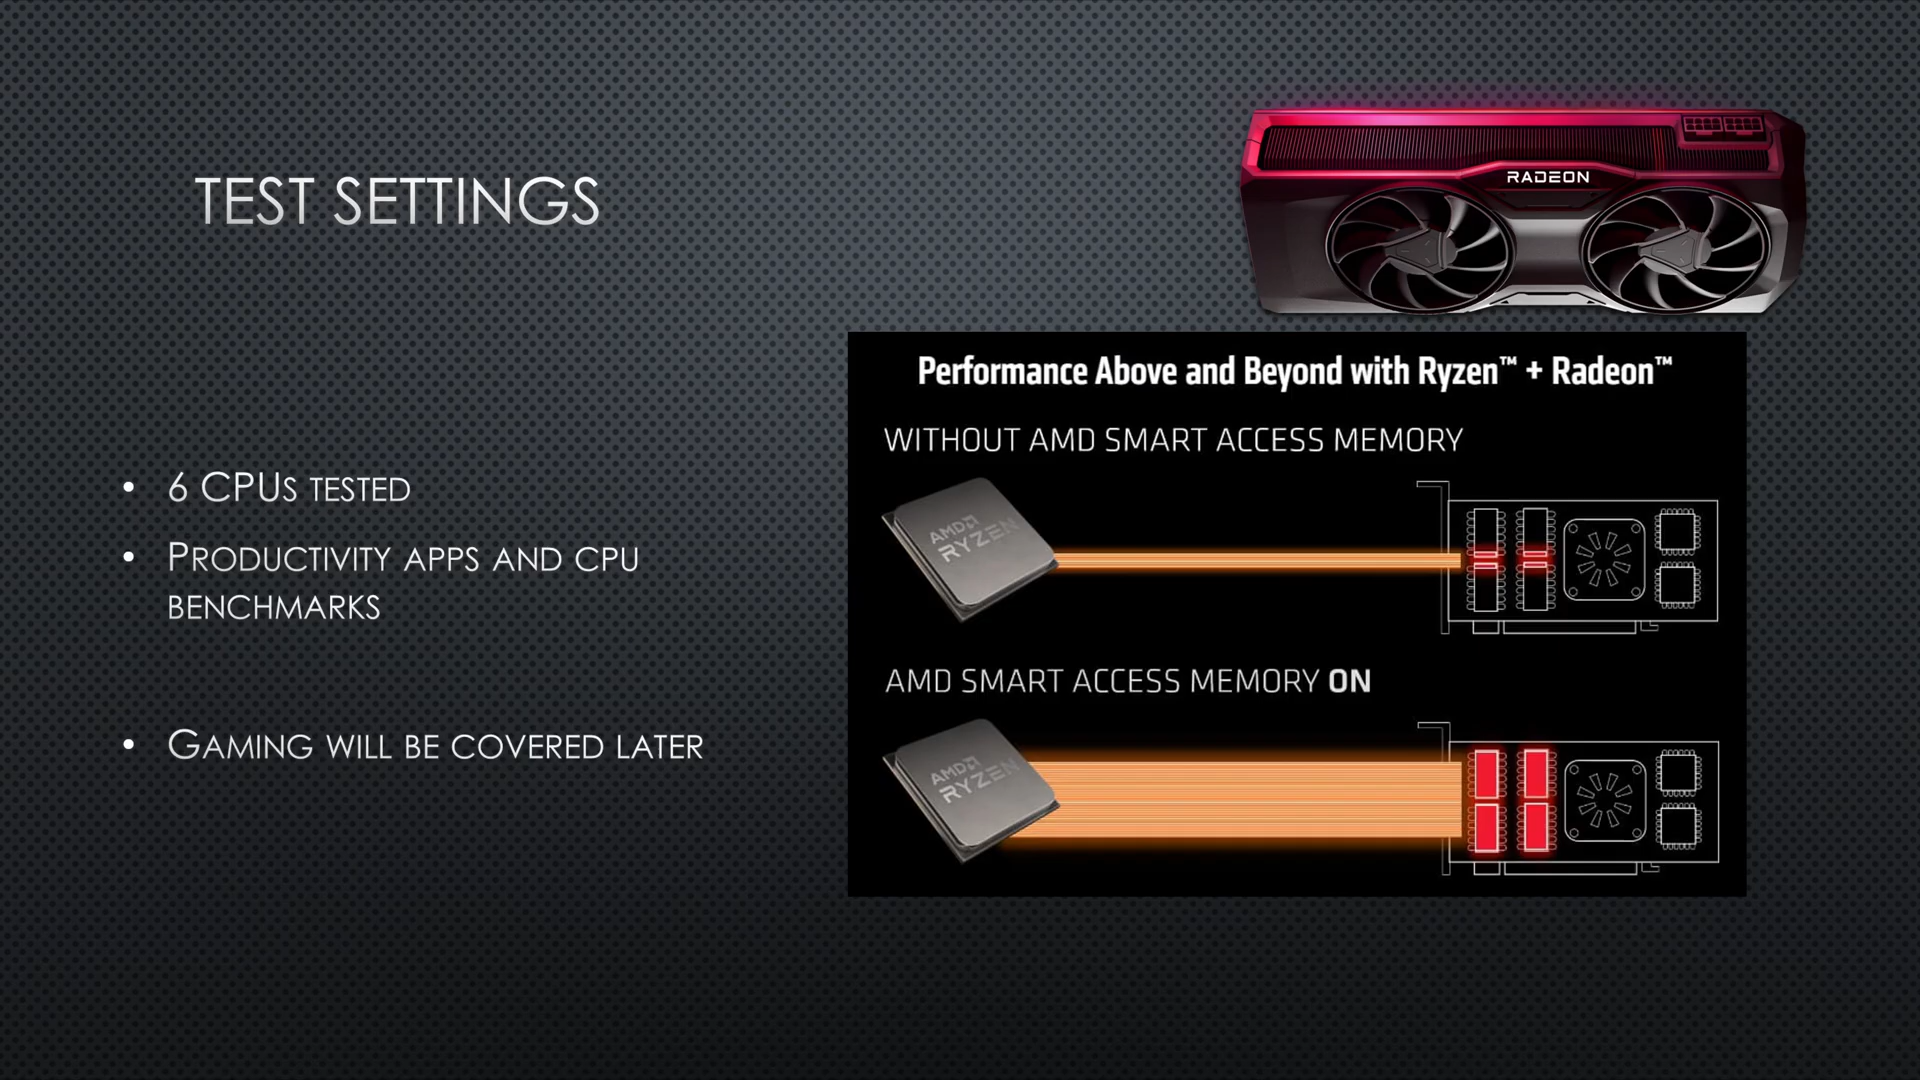 TEST SETTINGS
RADEON
• 6 CPUS TESTED
• PRODUCTIVITY APPS AND CPU
BENCHMARKS
• GAMING WILL BE COVERED LATER
Performance Above and Beyond with Ryzen™ + Radeon™
WITHOUT AMD SMART ACCESS MEMORY
AMD
RYZEN
AMD SMART ACCESS MEMORY ON
AMD
RYZEN